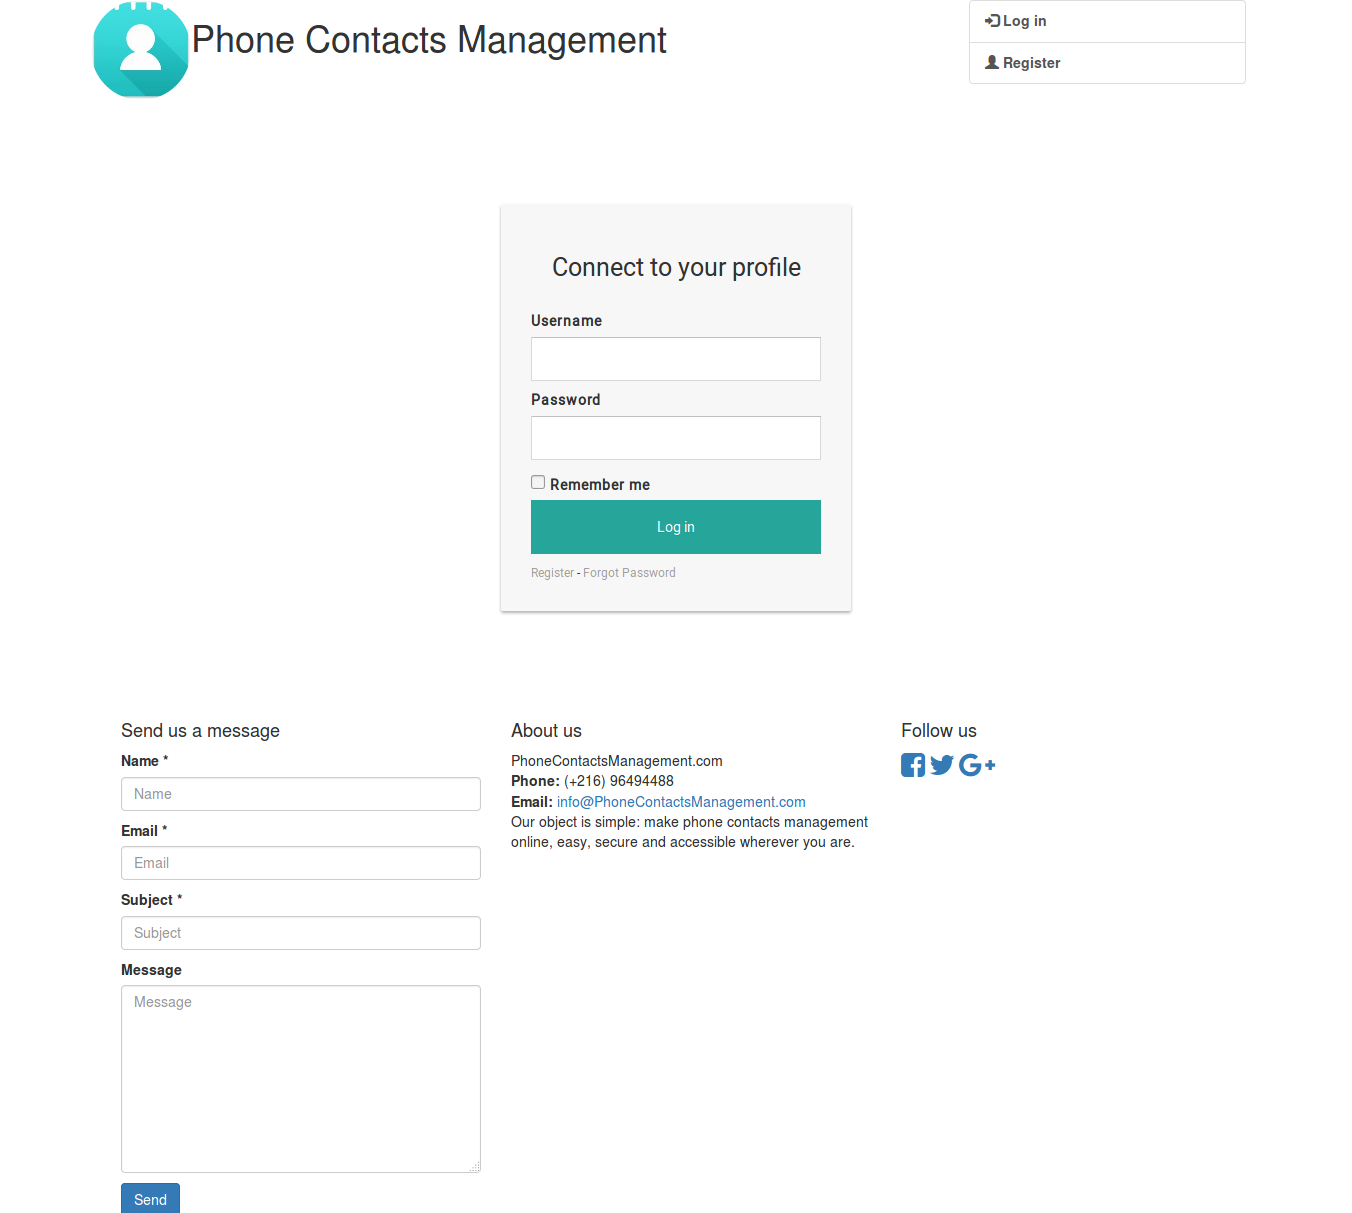 Phone Contacts Management
Log in
Register
Connect to your profile
Username
Password
Remember me
Log in
Register - Forgot Password
Send us a message
Name *
Name
Email *
Email
Subject *
Subject
Message
Message
Send
About us
PhoneContactsManagement.com
Phone: (+216) 96494488
Email: info@PhoneContactsManagement.com
Our object is simple: make phone contacts management
online, easy, secure and accessible wherever you are.
Follow us